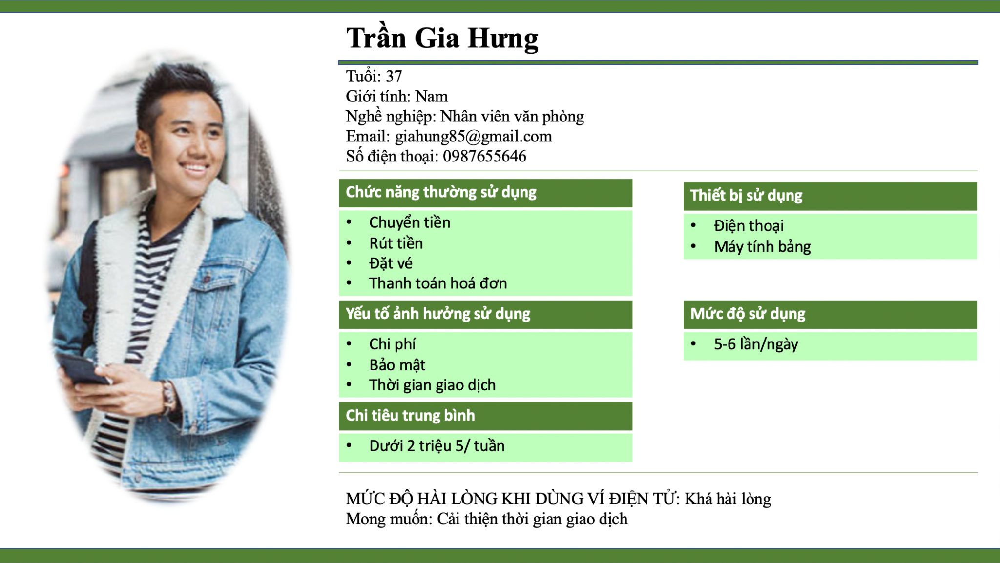 Trần Gia Hưng
Tuổi: 37
Giới tính: Nam
Nghề nghiệp: Nhân viên văn phòng
Email: giahung85@gmail.com
Số điện thoại: 0987655646
Chức năng thường sử dụng
• Chuyển tiền
• Rút tiền
• Đặt vé
• Thanh toán hoá đơn
Thiết bị sử dụng
• Điện thoại
• Máy tính bảng
Yếu tố ảnh hưởng sử dụng
• Chi phí
• Bảo mật
• Thời gian giao dịch
Mức độ sử dụng
• 5-6 lần/ngày
Chi tiêu trung bình
• Dưới 2 triệu 5/ tuần
MỨC ĐỘ HÀI LÒNG KHI DÙNG VÍ ĐIỆN TỬ: Khá hài lòng
Mong muốn: Cải thiện thời gian giao dịch